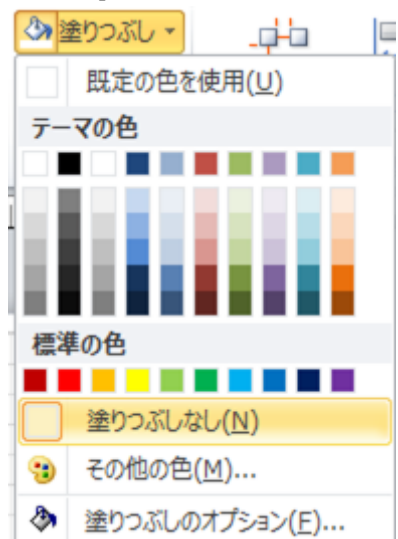 塗りつぶし
既定の色を使用(U)
テーマの色
標準の色
塗りつぶしなし(N)
その他の色(M)...
塗りつぶしのオプション(F)...